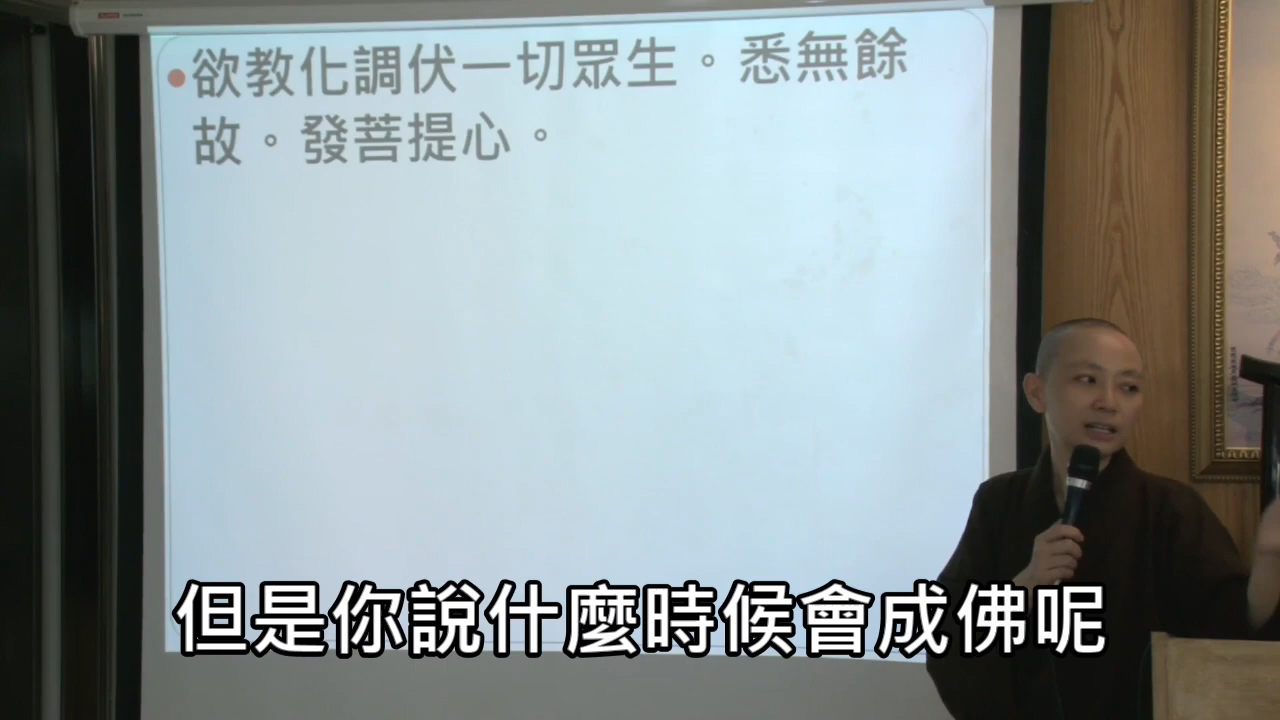 欲教化調伏一切眾生。悉無餘
故。發菩提心。
但是你說什麼時候會成佛呢